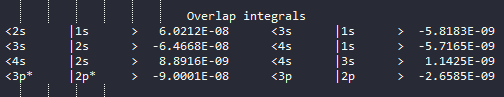 Overlap integrals
<2s |1s > 6.0212E-08 <3s |1s > -5.8183E-09
<3s |2s > -6.4668E-08 <4s |1s > -5.7165E-09
<4s |2s > 8.8916E-09 <4s |3s > 1.1425E-09
<3p* |2p* > -9.0001E-08 <3p |2p > -2.6585E-09